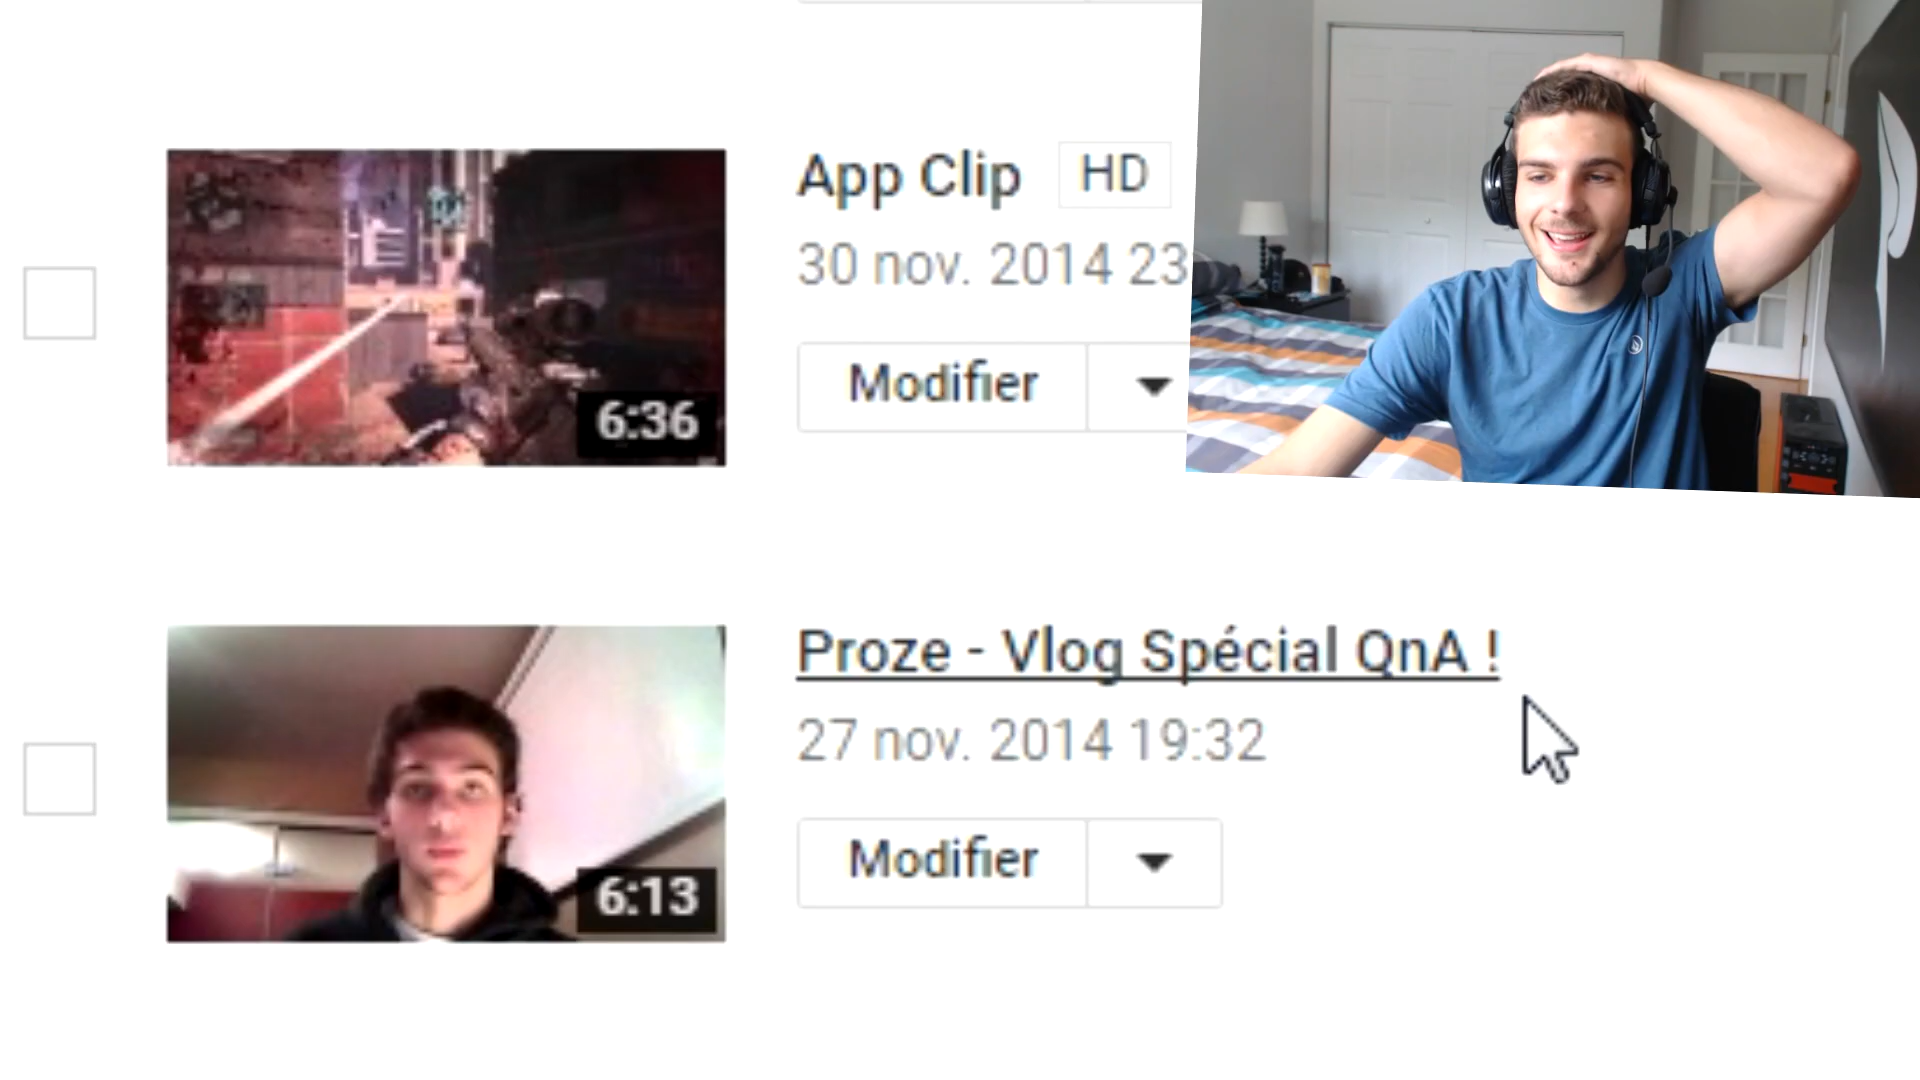 App Clip HD
30 nov. 2014 23
Modifier
6:36
Proze - Vlog Spécial QnA !
27 nov. 2014 19:32
Modifier
6:13